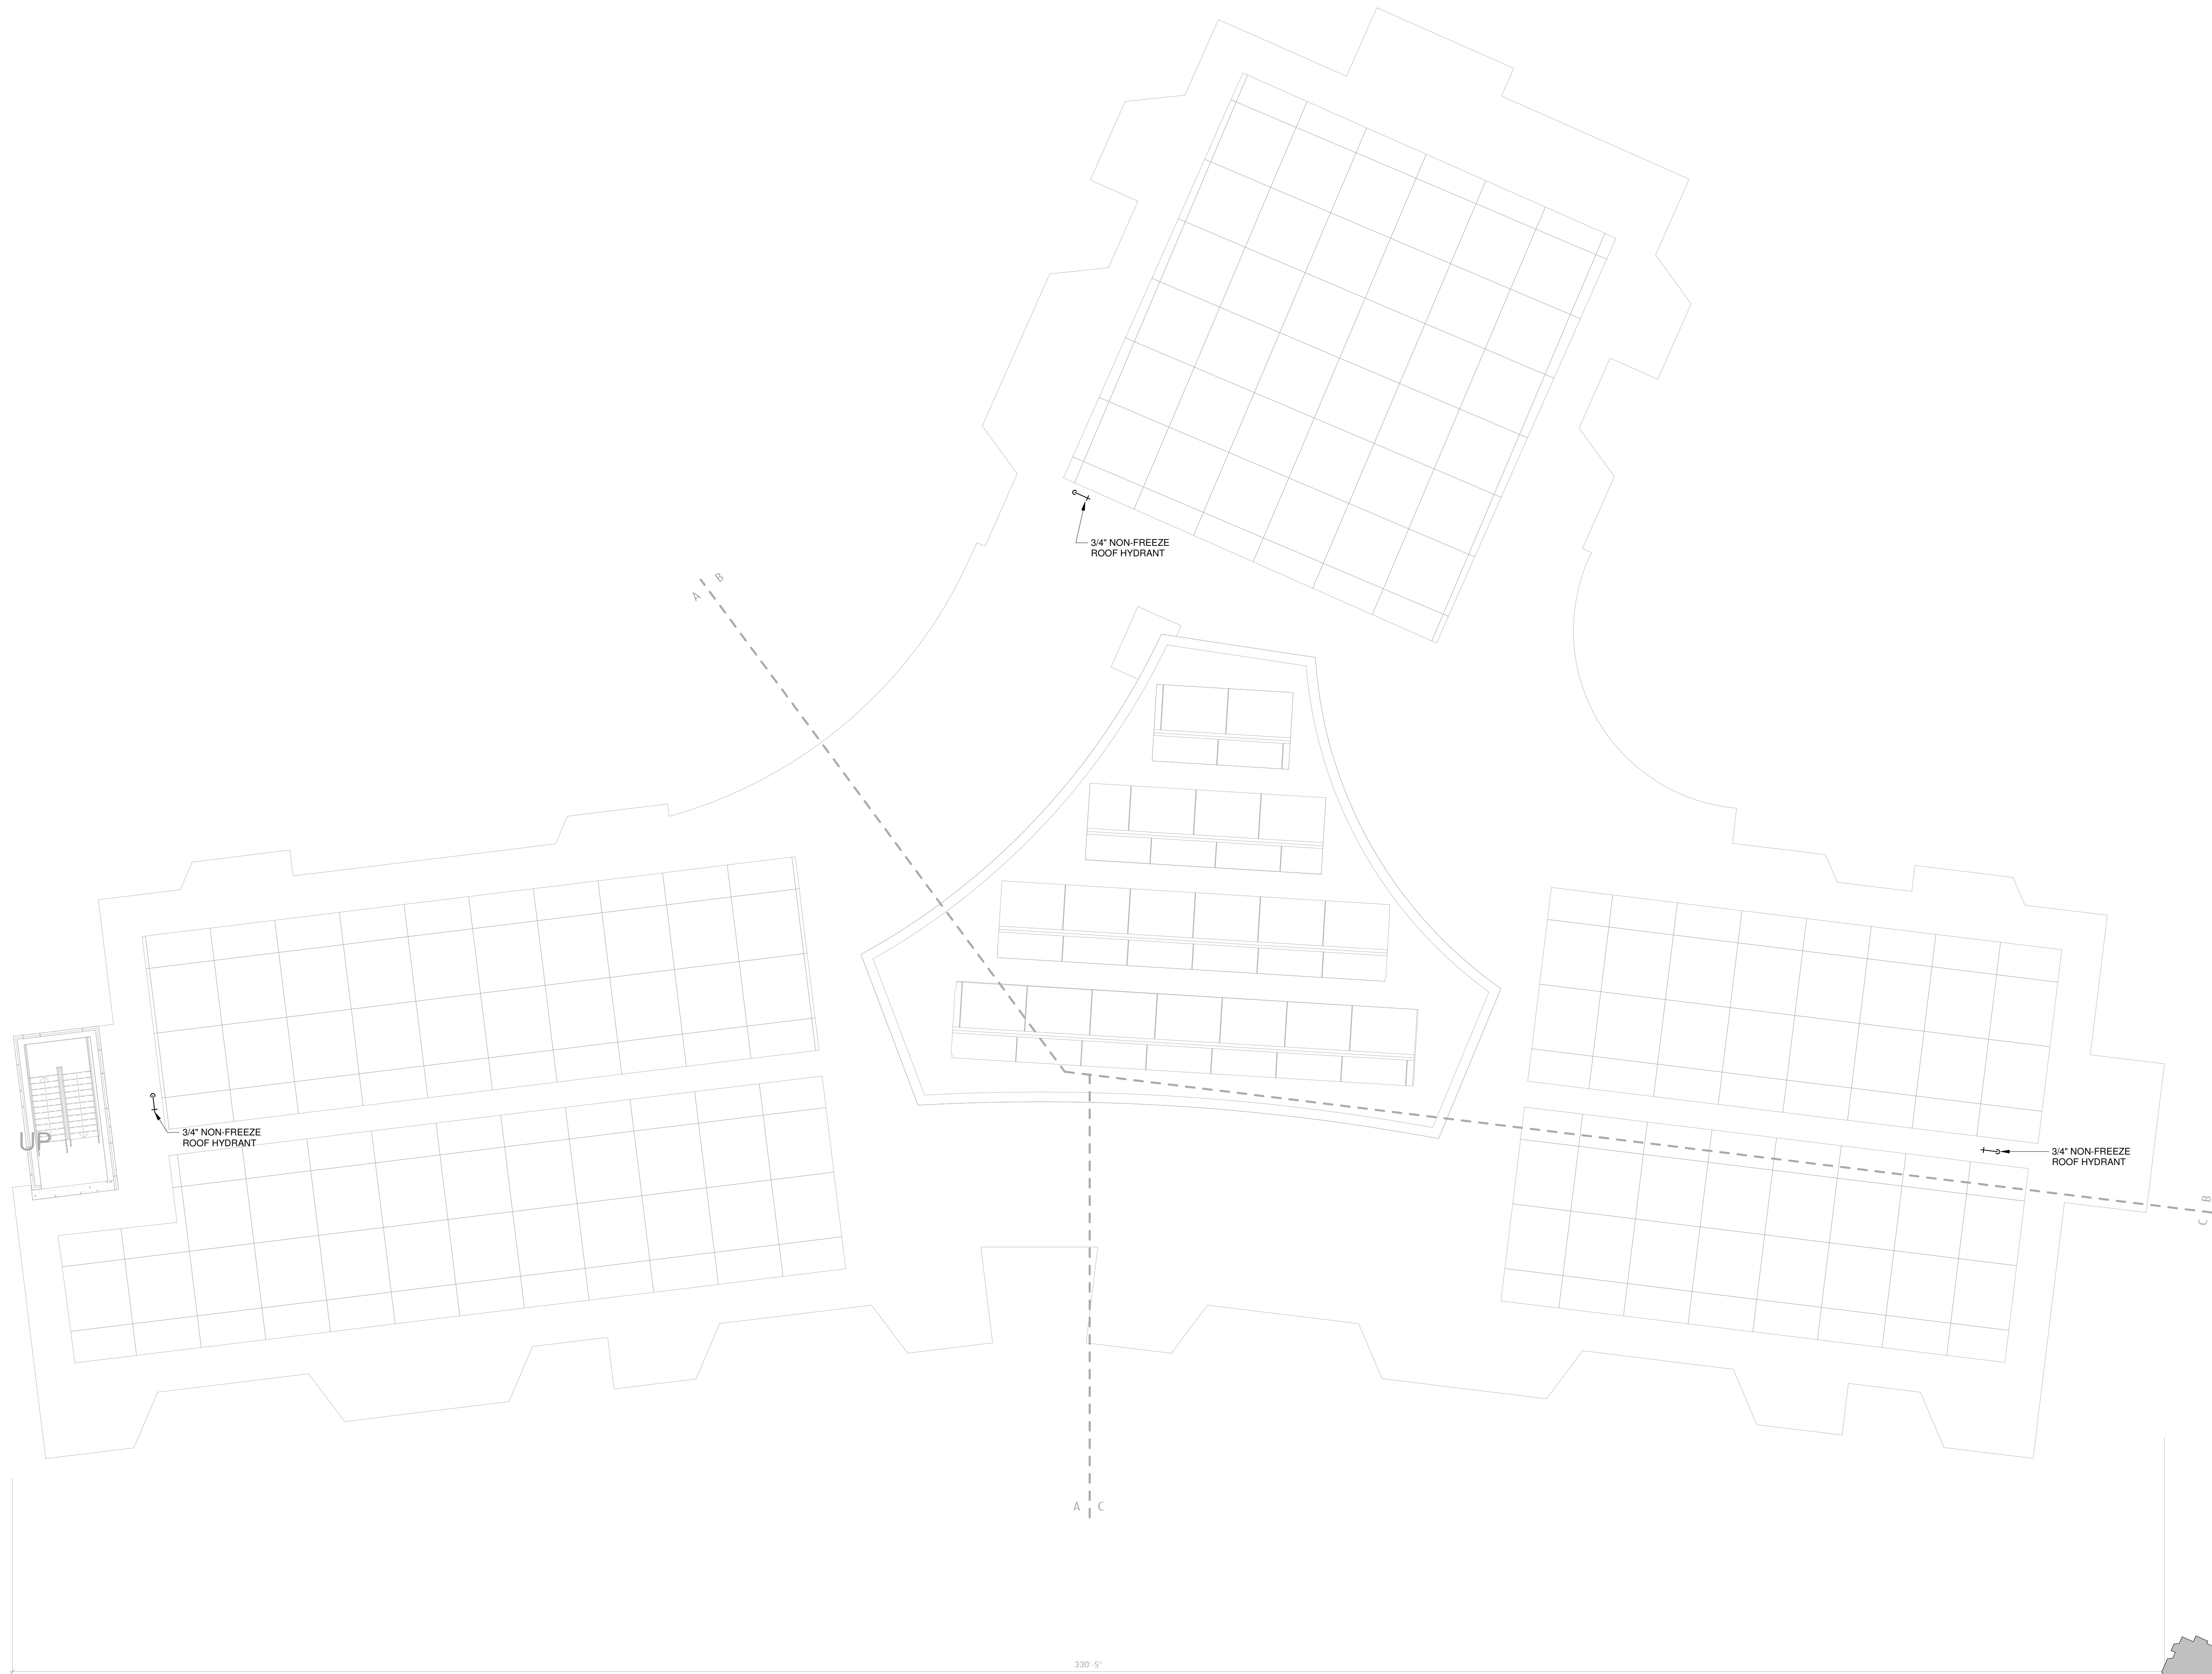 3/4" NON-FREEZE
ROOF HYDRANT
B
A
3/4" NON-FREEZE
ROOF HYDRANT
UP
3/4" NON-FREEZE
ROOF HYDRANT
B
C
A
C
330'-5"